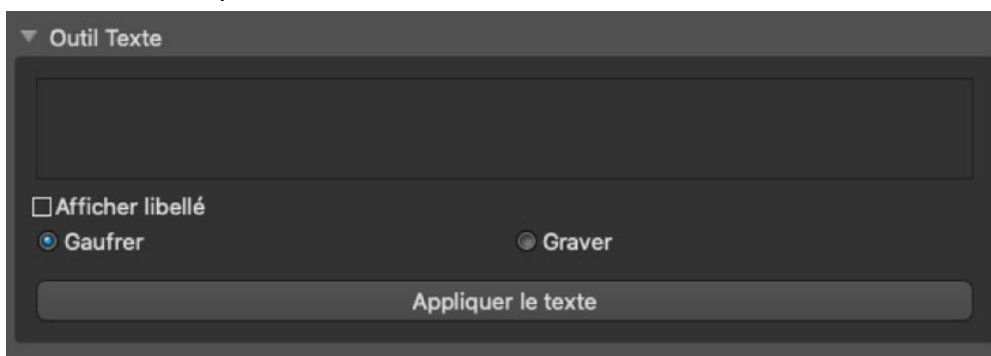 Outil Texte
Afficher libellé
Gaufrer Graver
Appliquer le texte